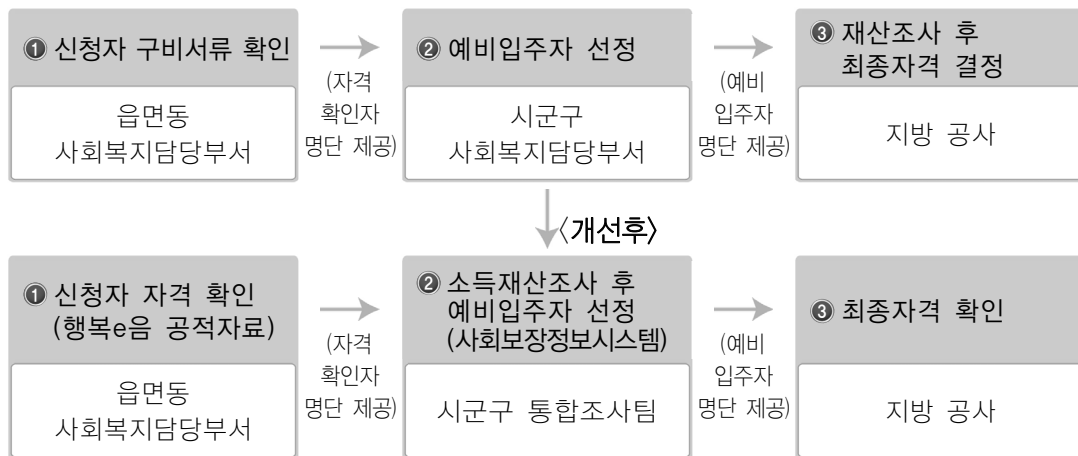 ❶ 신청자 구비서류 확인
읍면동
사회복지담당부서
(자격
확인자
명단 제공)
❷ 예비입주자 선정
시군구
사회복지담당부서
(예비
입주자
명단 제공)
❸ 재산조사 후
최종자격 결정
지방 공사
〈개선후〉
❶ 신청자 자격 확인
(행복e음 공적자료)
읍면동
사회복지담당부서
(자격
확인자
명단 제공)
❷ 소득재산조사 후
예비입주자 선정
(사회보장정보시스템)
시군구 통합조사팀
(예비
입주자
명단 제공)
❸ 최종자격 확인
지방 공사